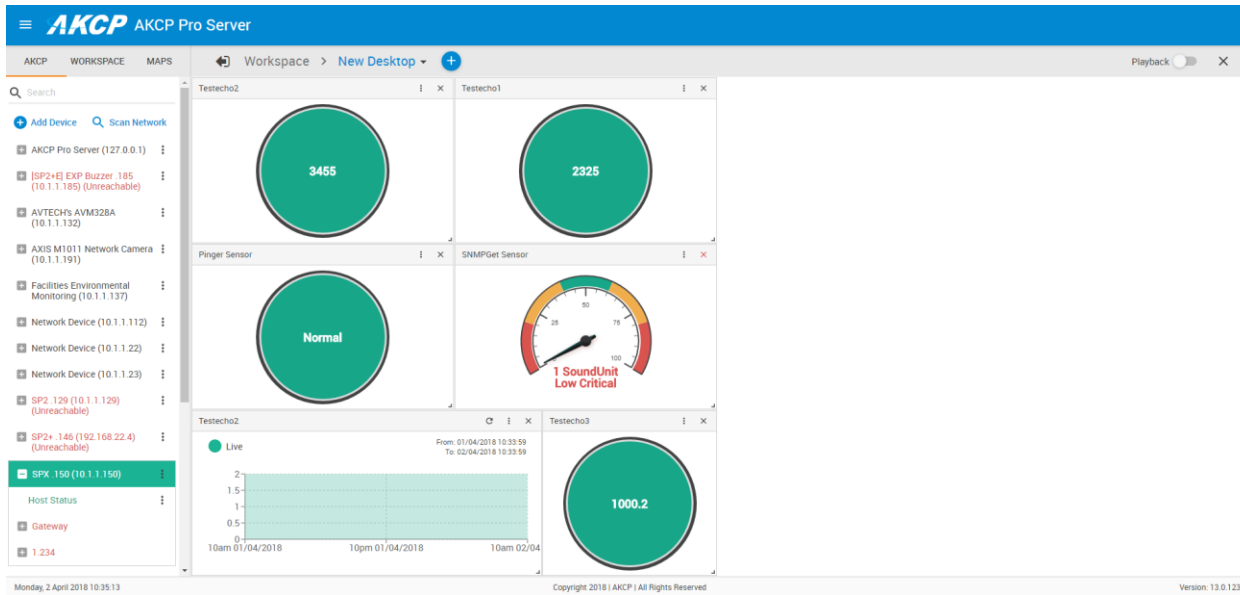 AKCP AKCP Pro Server
AKCP WORKSPACE MAPS
Workspace > New Desktop
Playback
Search
Add Device Scan Network
AKCP Pro Server (127.0.0.1)
[SP2+E] EXP Buzzer .185
(10.1.1.185) (Unreachable)
AVTECH's AVM328A
(10.1.1.132)
AXIS M1011 Network Camera
(10.1.1.191)
Facilities Environmental
Monitoring (10.1.1.137)
Network Device (10.1.1.112)
Network Device (10.1.1.22)
Network Device (10.1.1.23)
SP2 .129 (10.1.1.129)
(Unreachable)
SP2+ .146 (192.168.22.4)
(Unreachable)
SPX .150 (10.1.1.150)
Host Status
Gateway
1.234
Testecho2
3455
Testecho1
2325
Pinger Sensor
Normal
SNMPGet Sensor
25
50
75
100
1 SoundUnit
Low Critical
Testecho2
Live
From: 01/04/2018 10:33:59
To: 02/04/2018 10:33:59
2
1.5
1
0.5
0
10am 01/04/2018 10pm 01/04/2018 10am 02/04
Testecho3
1000.2
Monday, 2 April 2018 10:35:13
Copyright 2018 | AKCP | All Rights Reserved
Version: 13.0.123